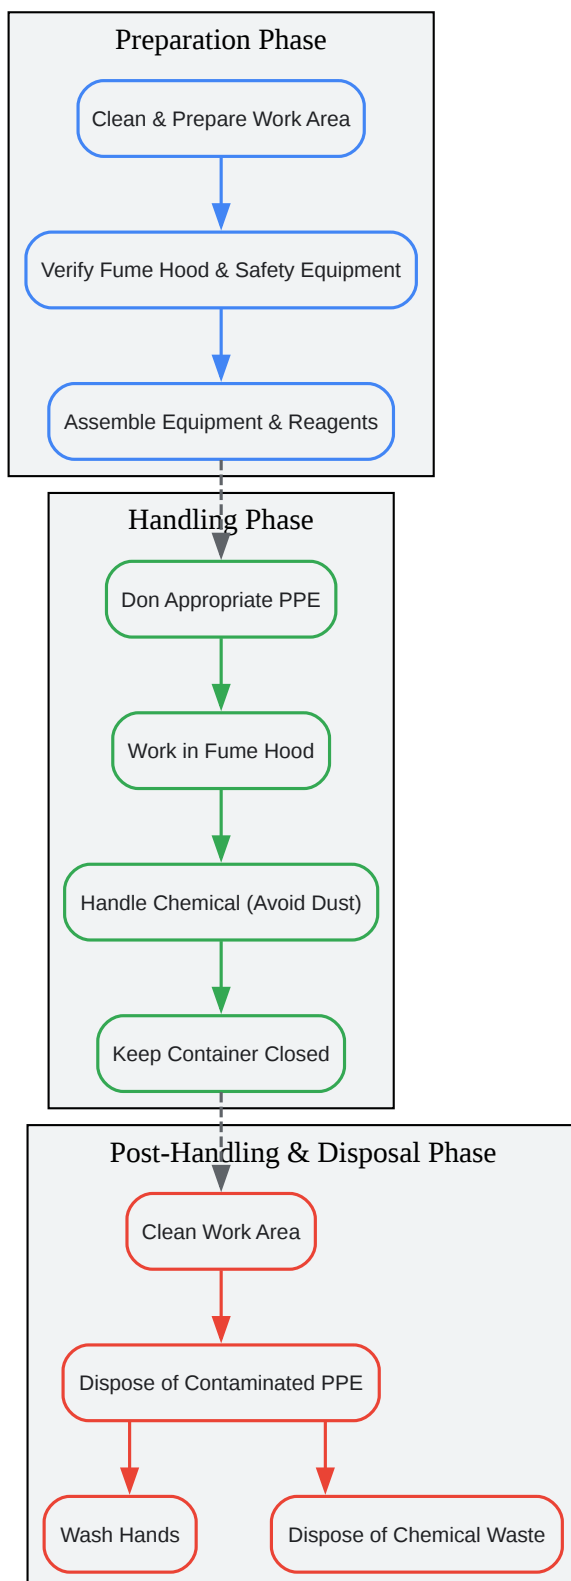 Preparation Phase
Clean & Prepare Work Area
Verify Fume Hood & Safety Equipment
Assemble Equipment & Reagents
Handling Phase
Don Appropriate PPE
Work in Fume Hood
Handle Chemical (Avoid Dust)
Keep Container Closed
Post-Handling & Disposal Phase
Clean Work Area
Dispose of Contaminated PPE
Wash Hands
Dispose of Chemical Waste